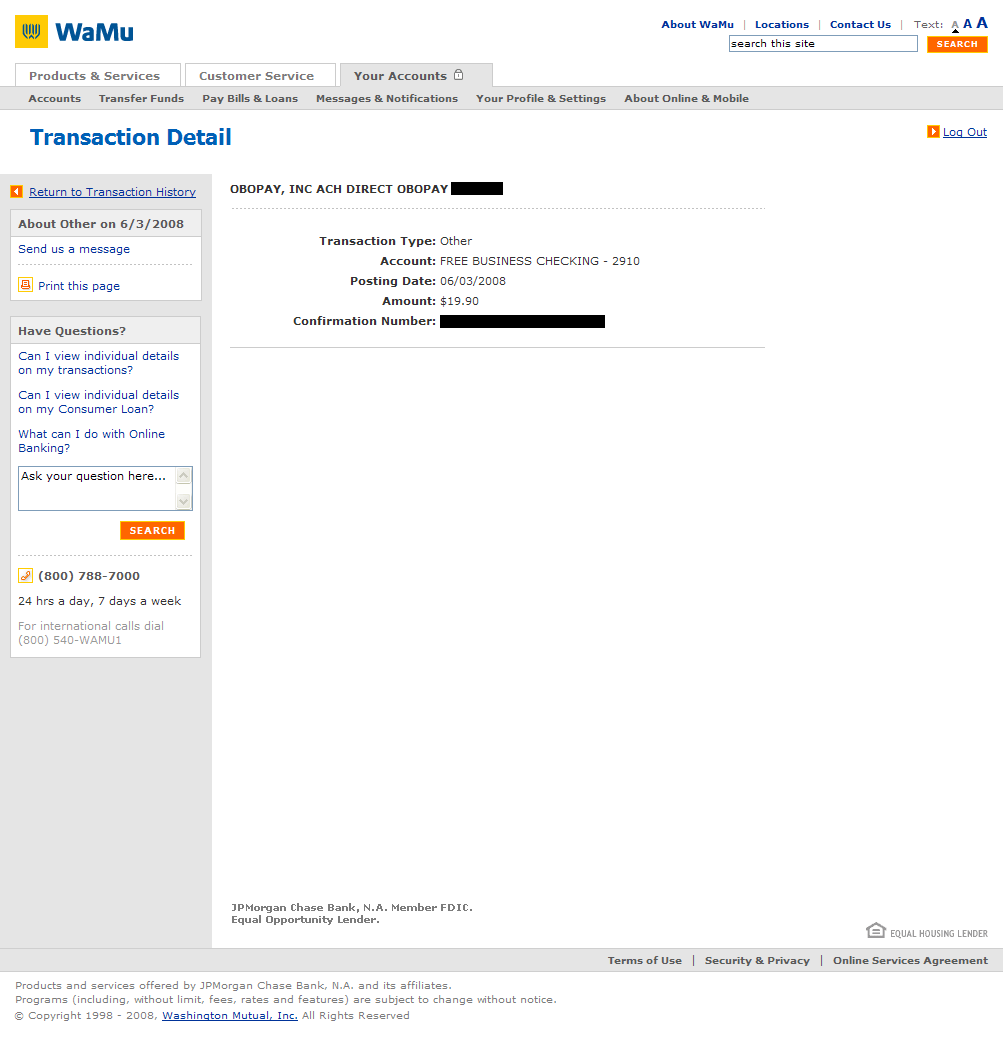 WaMu
About WaMu | Locations | Contact Us | Text: A A A
search this site SEARCH
Products & Services Customer Service Your Accounts
Accounts Transfer Funds Pay Bills & Loans Messages & Notifications Your Profile & Settings About Online & Mobile
Transaction Detail
Log Out
Return to Transaction History
About Other on 6/3/2008
Send us a message
Print this page
Have Questions?
Can I view individual details
on my transactions?
Can I view individual details
on my Consumer Loan?
What can I do with Online
Banking?
Ask your question here...
SEARCH
(800) 788-7000
24 hrs a day, 7 days a week
For international calls dial
(800) 540-WAMU1
OBOPAY, INC ACH DIRECT OBOPAY
Transaction Type: Other
Account: FREE BUSINESS CHECKING - 2910
Posting Date: 06/03/2008
Amount: $19.90
Confirmation Number:
JPMorgan Chase Bank, N.A. Member FDIC.
Equal Opportunity Lender.
EQUAL HOUSING LENDER
Terms of Use | Security & Privacy | Online Services Agreement
Products and services offered by JPMorgan Chase Bank, N.A. and its affiliates.
Programs (including, without limit, fees, rates and features) are subject to change without notice.
© Copyright 1998 - 2008, Washington Mutual, Inc. All Rights Reserved